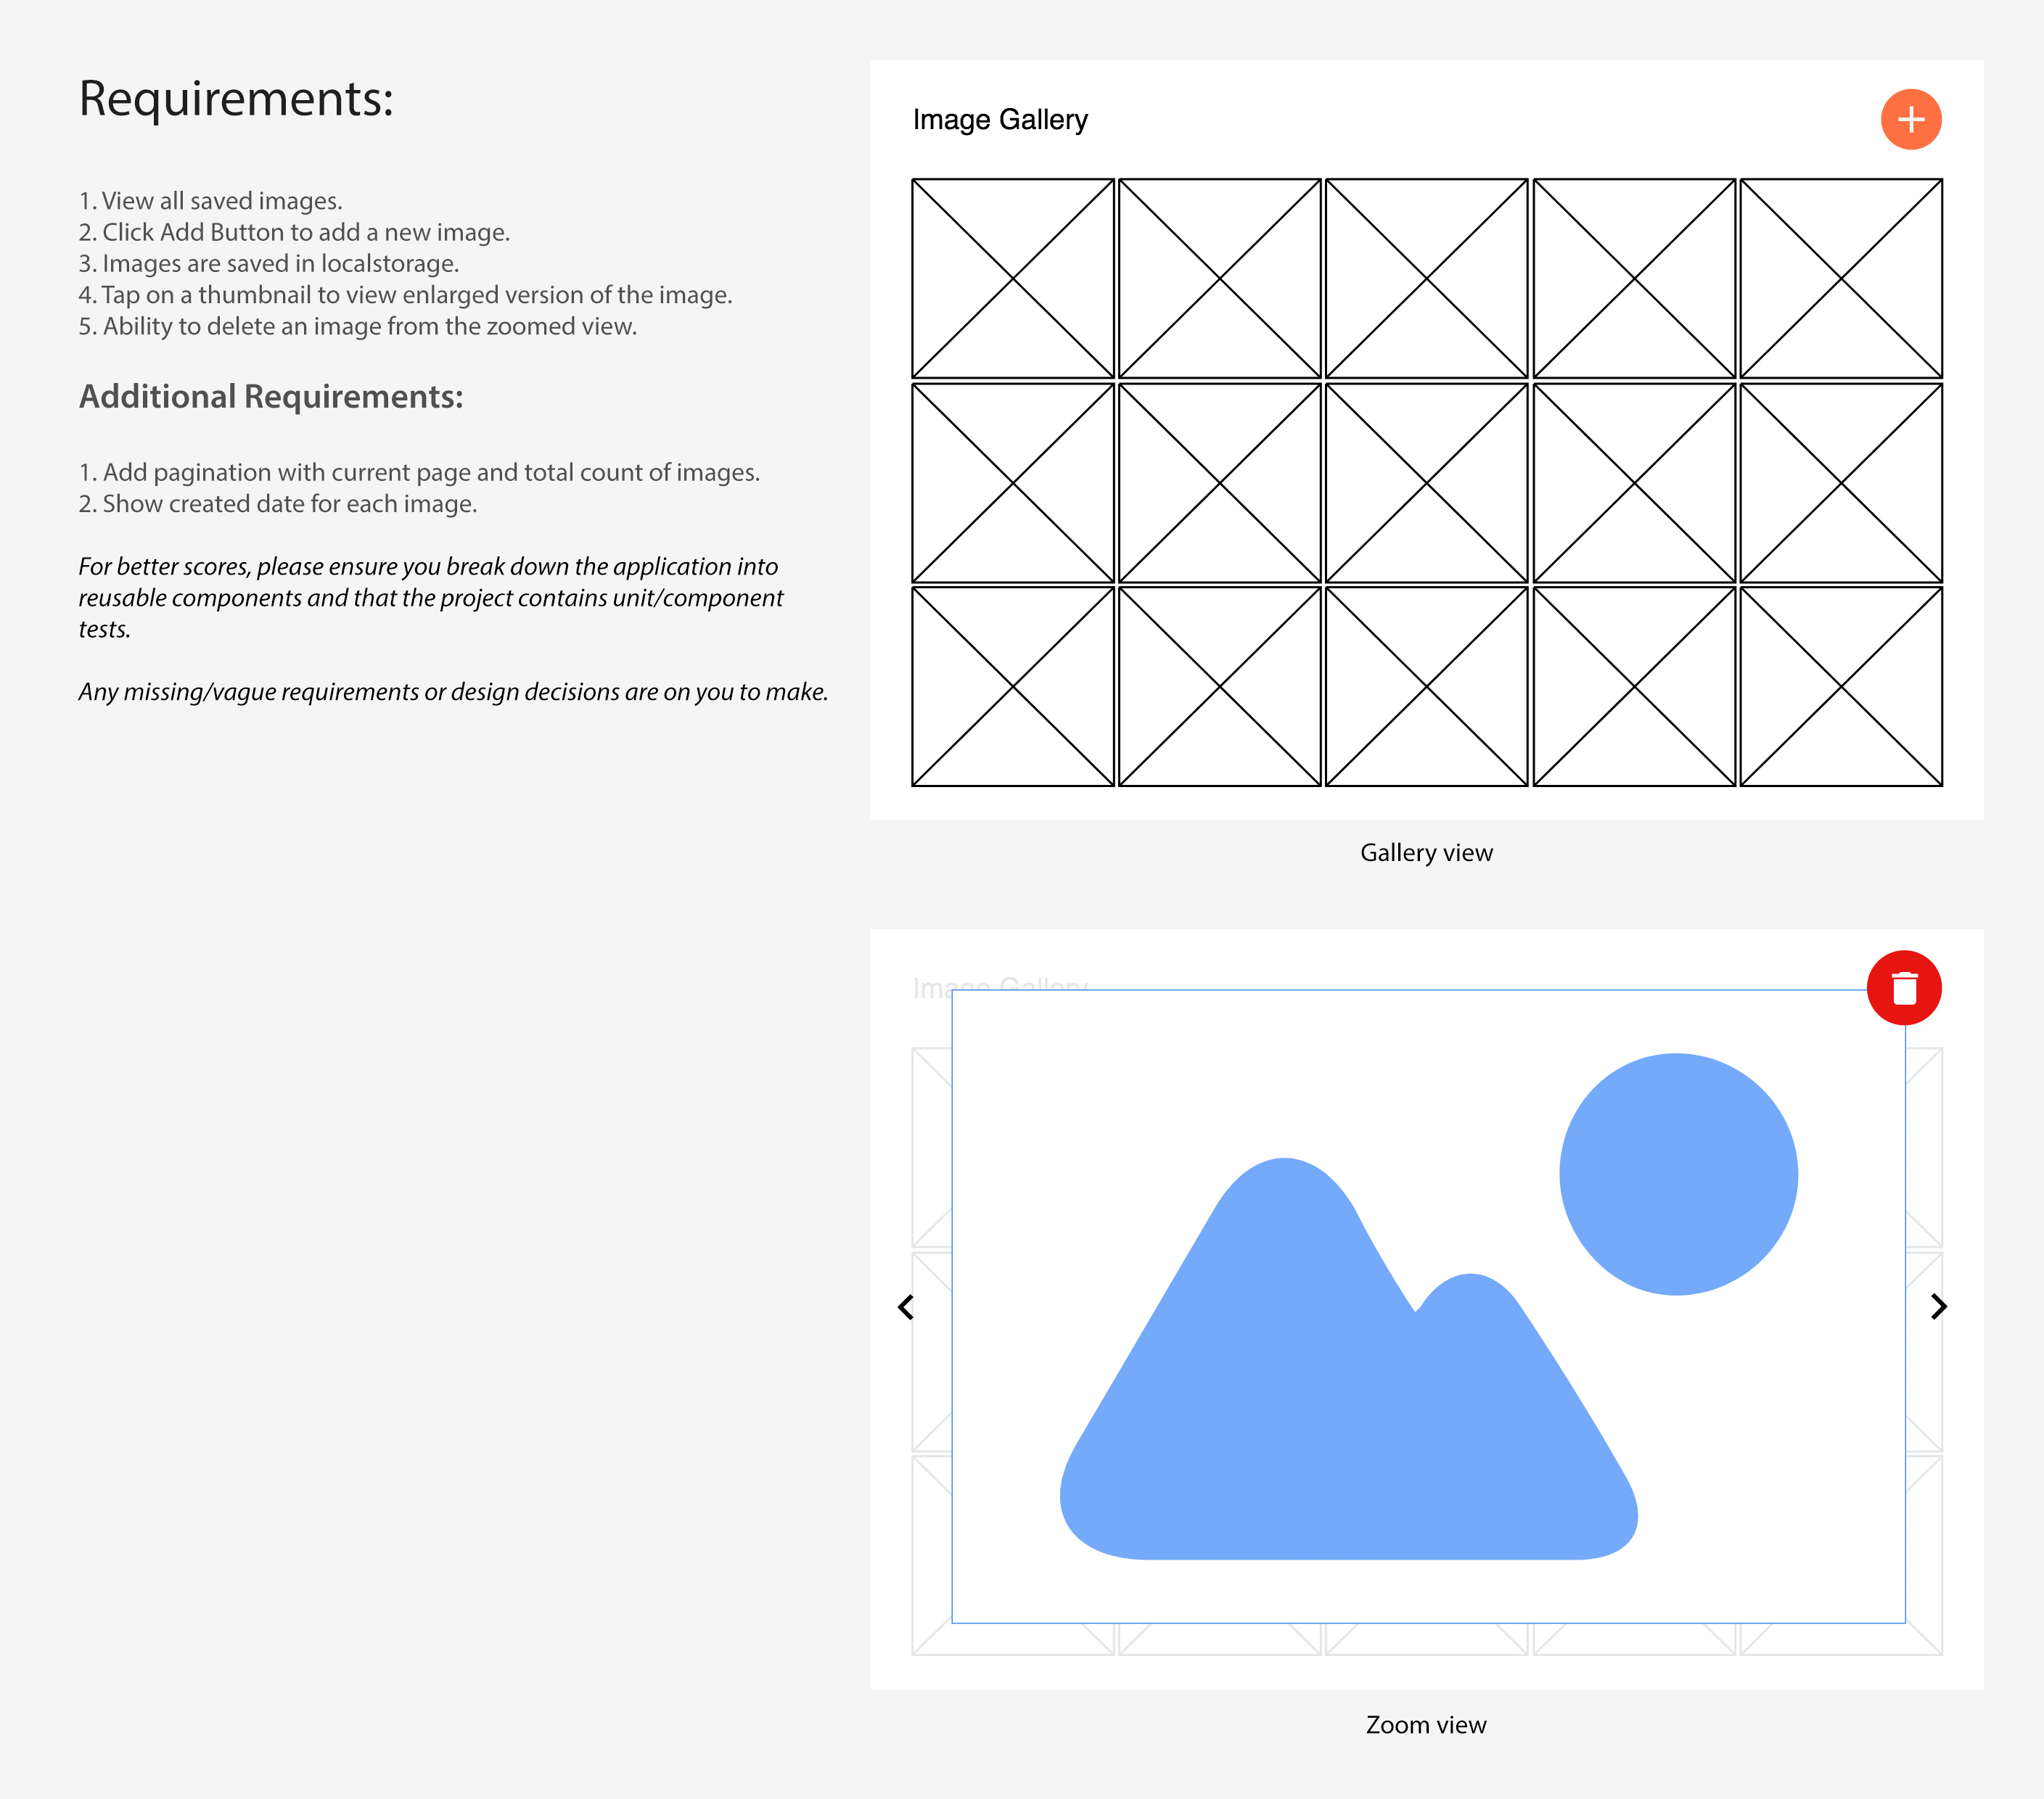 Requirements:
1. View all saved images.
2. Click Add Button to add a new image.
3. Images are saved in localstorage.
4. Tap on a thumbnail to view enlarged version of the image.
5. Ability to delete an image from the zoomed view.
Additional Requirements:
1. Add pagination with current page and total count of images.
2. Show created date for each image.
For better scores, please ensure you break down the application into
reusable components and that the project contains unit/component
tests.
Any missing/vague requirements or design decisions are on you to make.
Image Gallery
Gallery view
Image Gallery
Zoom view